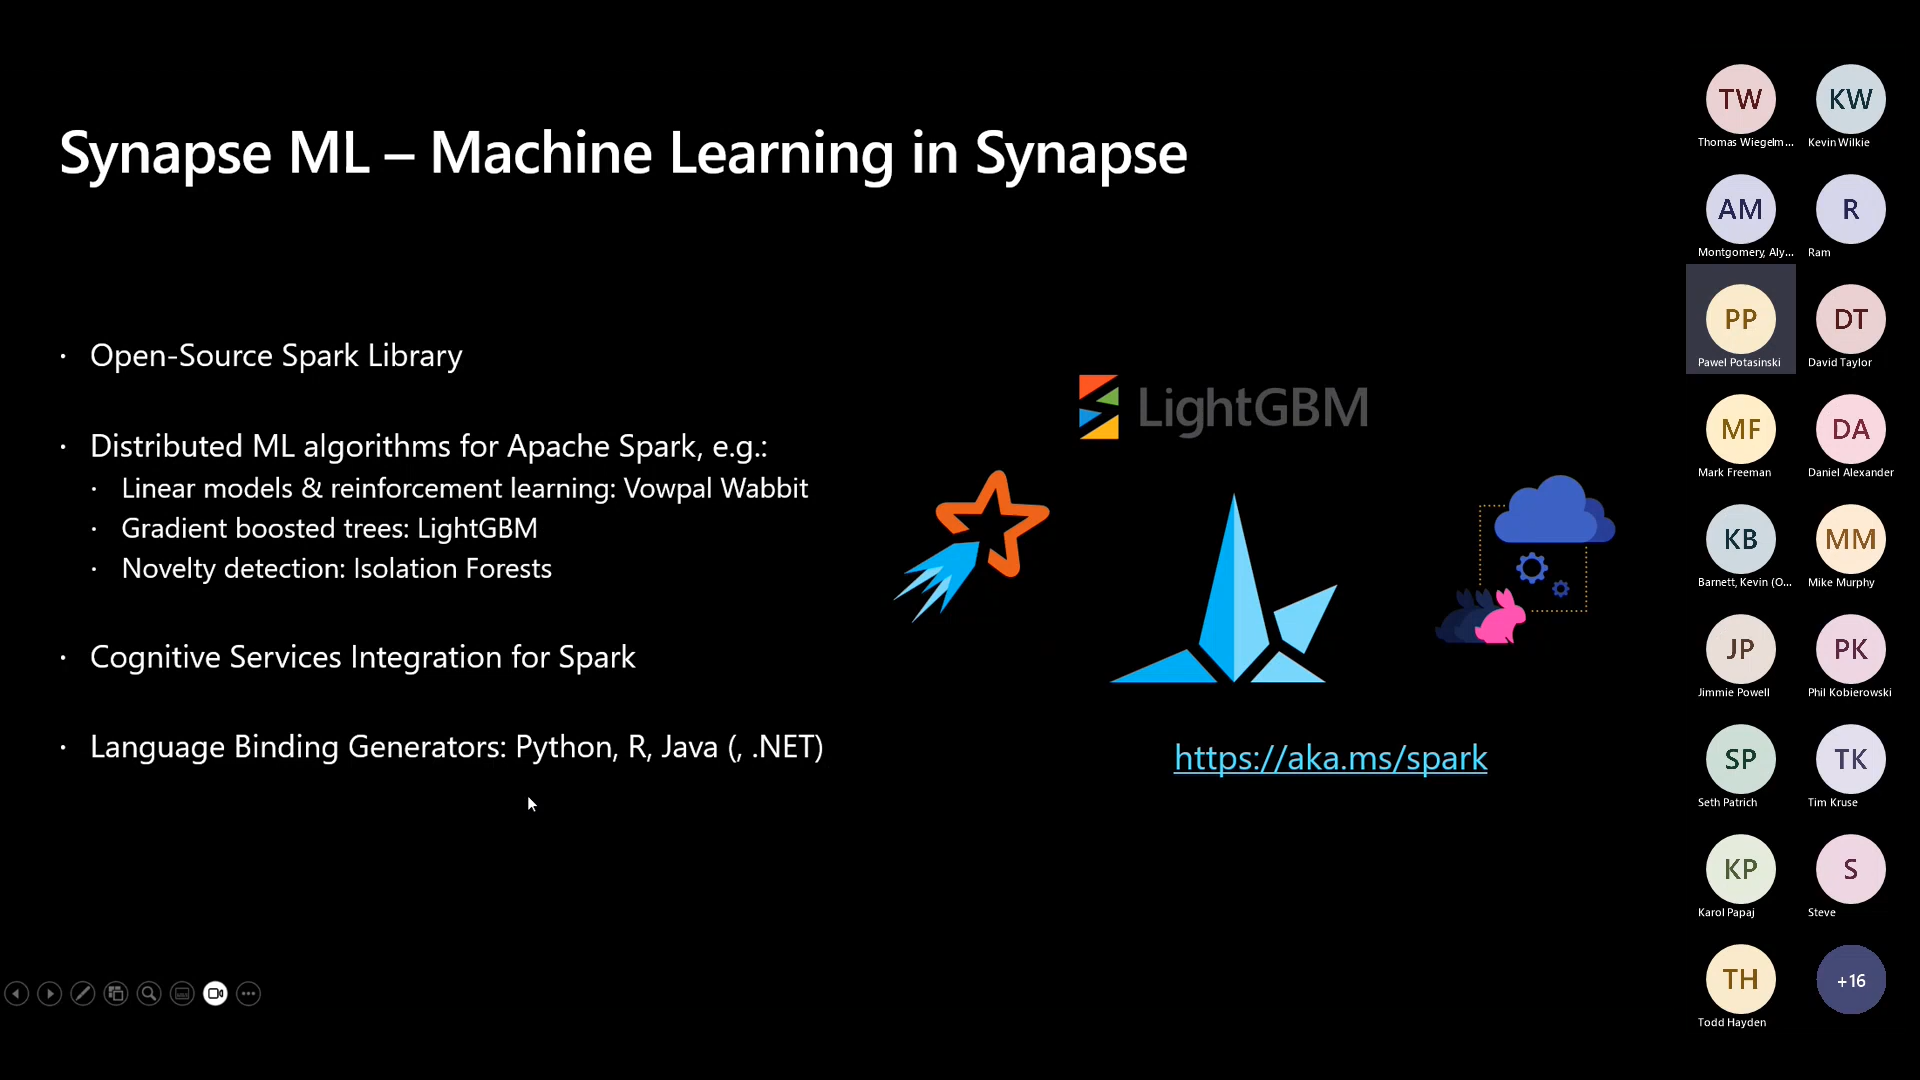 Synapse ML – Machine Learning in Synapse
· Open-Source Spark Library
· Distributed ML algorithms for Apache Spark, e.g.:
· Linear models & reinforcement learning: Vowpal Wabbit
· Gradient boosted trees: LightGBM
· Novelty detection: Isolation Forests
· Cognitive Services Integration for Spark
· Language Binding Generators: Python, R, Java (, .NET)
LightGBM
https://aka.ms/spark
TW
Thomas Wiegelm...
KW
Kevin Wilkie
AM
Montgomery, Aly...
R
Ram
PP
Pawel Potasinski
DT
David Taylor
MF
Mark Freeman
DA
Daniel Alexander
KB
Barnett, Kevin (O...
MM
Mike Murphy
JP
Jimmie Powell
PK
Phil Kobierowski
SP
Seth Patrich
TK
Tim Kruse
KP
Karol Papaj
S
Steve
TH
Todd Hayden
+16